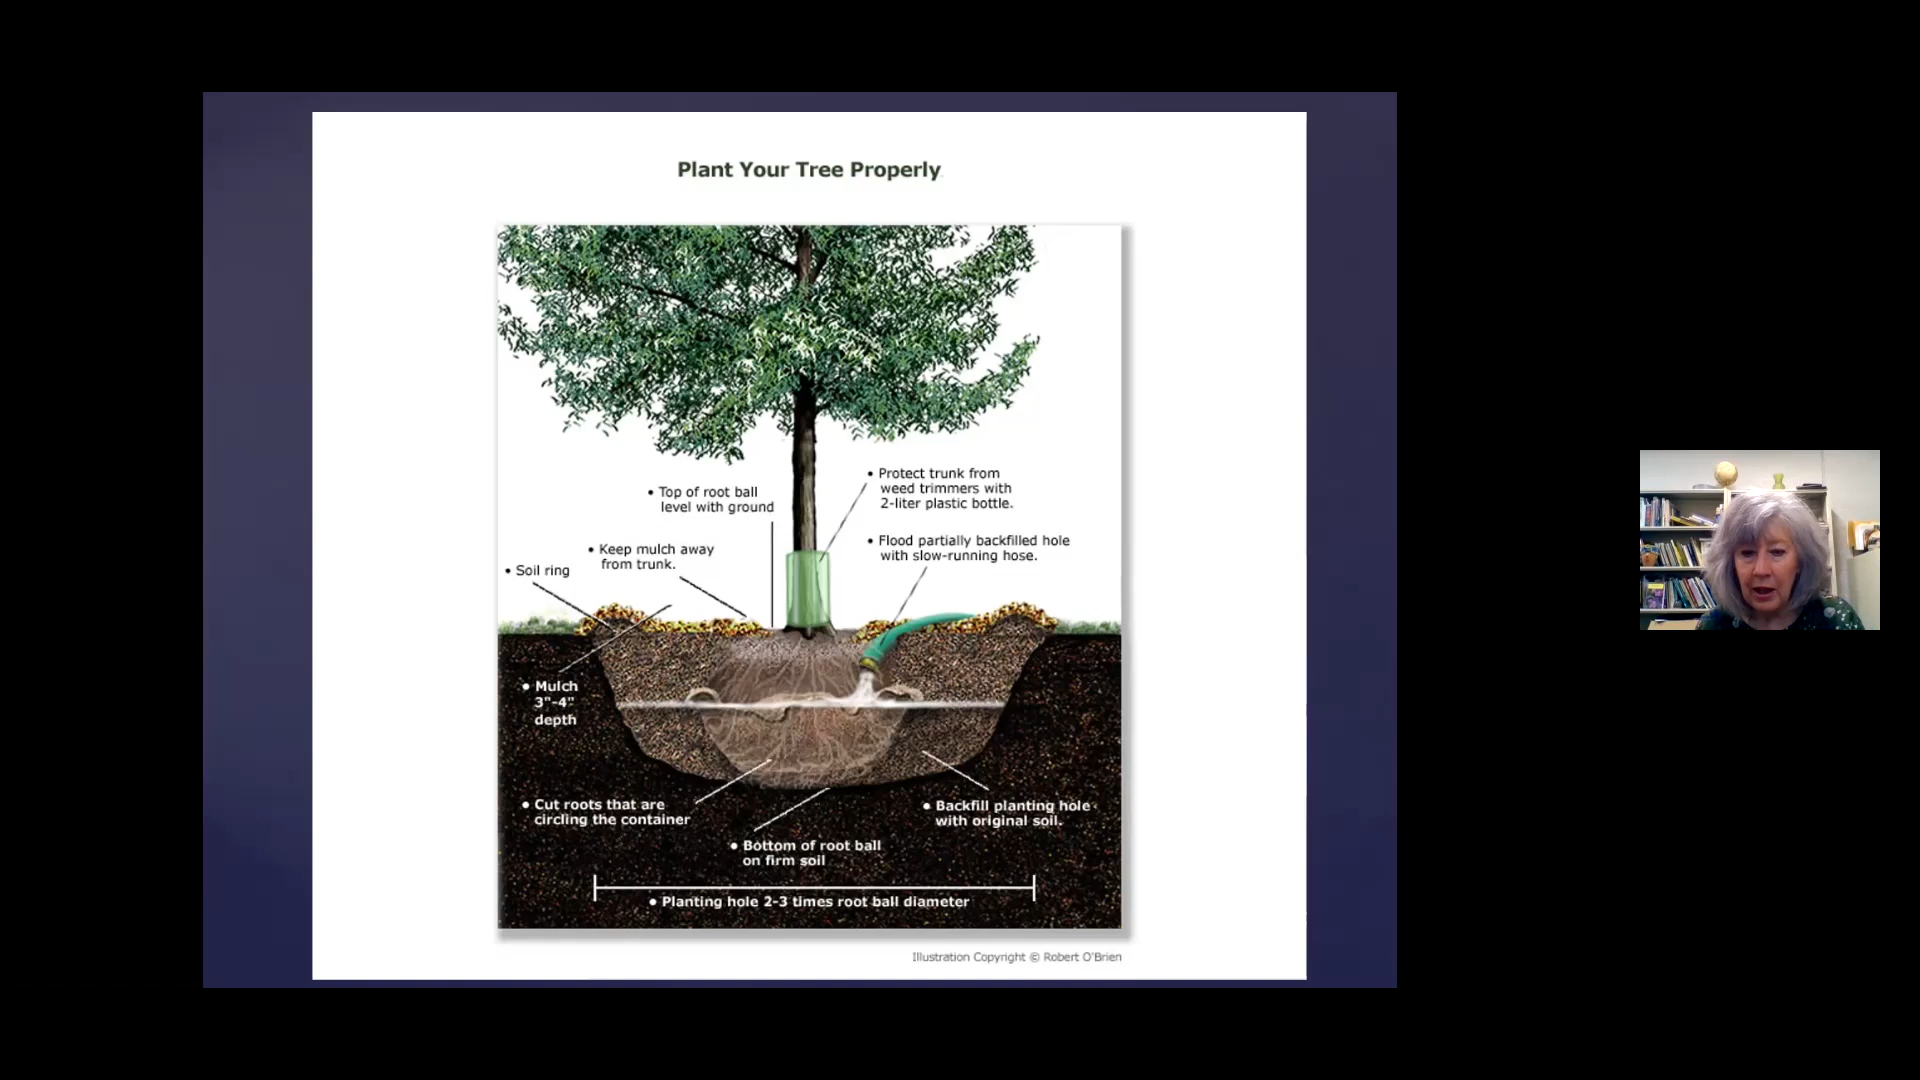 Plant Your Tree Properly
• Top of root ball
level with ground
• Protect trunk from
weed trimmers with
2-liter plastic bottle.
• Keep mulch away
from trunk.
• Flood partially backfilled hole
with slow-running hose.
• Soil ring
• Mulch
3"-4"
depth
• Cut roots that are
circling the container
• Backfill planting hole
with original soil.
• Bottom of root ball
on firm soil
• Planting hole 2-3 times root ball diameter
Illustration Copyright © Robert O'Brien